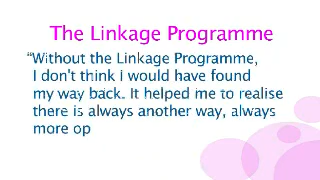 The Linkage Programme
“Without the Linkage Programme,
I don't think I would have found
my way back. It helped me to realise
there is always another way, always
more op